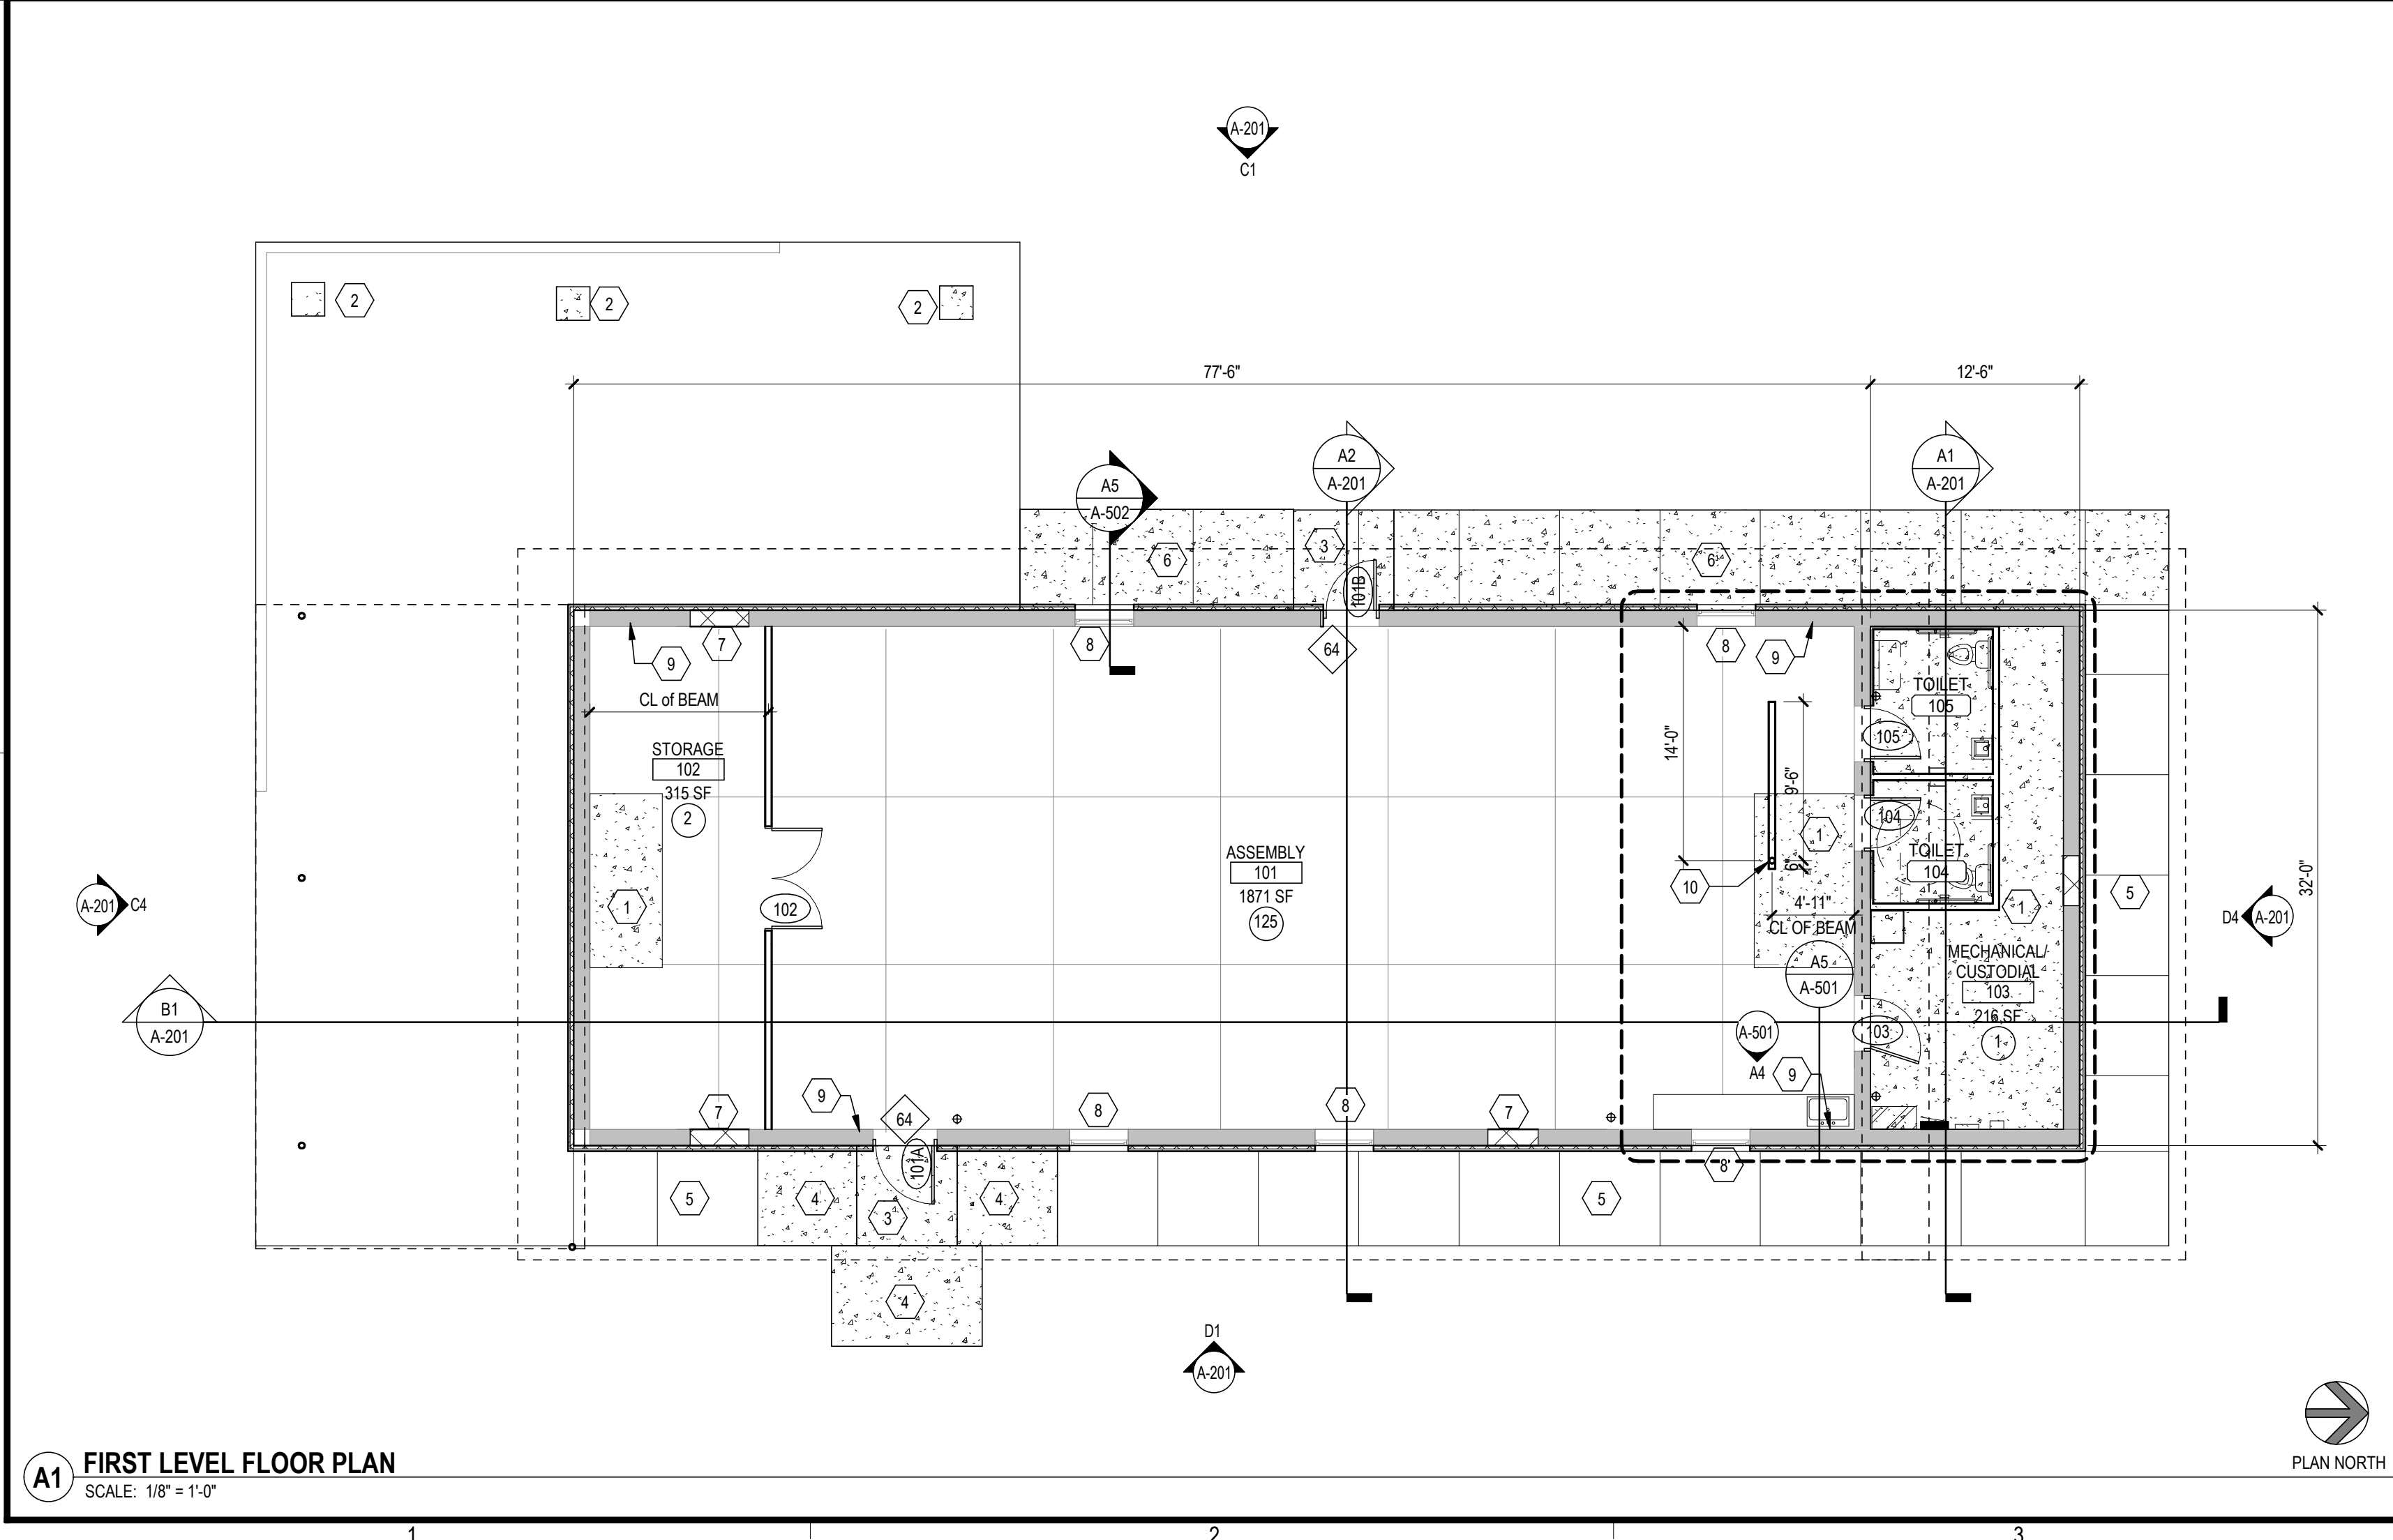 A-201
C1
2
2
2
77'-6"
12'-6"
A5
A-502
A2
A-201
A1
A-201
6
3
6
101B
7
8
64
8
9
9
CL of BEAM
TOILET
105
14'-0"
105
STORAGE
102
315 SF
2
9'-6"
104
1
TOILET
104
ASSEMBLY
101
1871 SF
125
6"
10
32'-0"
5
A-201
C4
1
102
4'-11"
CL OF BEAM
1
D4
A-201
A5
A-501
MECHANICAL/
CUSTODIAL
103
216 SF
1
B1
A-201
A-501
A4
103
9
9
7
64
8
8
7
101A
8
5
4
3
4
5
4
D1
A-201
A1
FIRST LEVEL FLOOR PLAN
SCALE: 1/8" = 1'-0"
PLAN NORTH
1
2
3